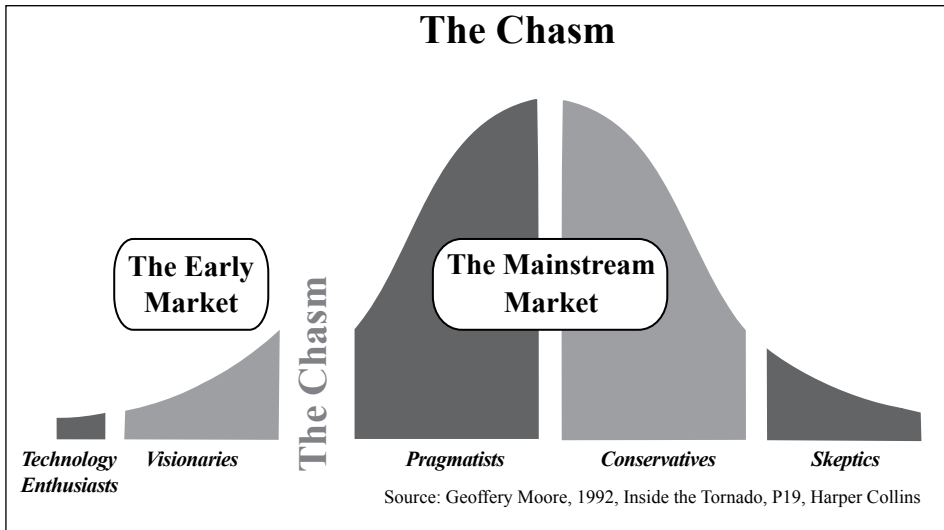 The Chasm
The Early
Market
The Chasm
The Mainstream
Market
Technology
Enthusiasts
Visionaries
Pragmatists
Conservatives
Skeptics
Source: Geoffery Moore, 1992, Inside the Tornado, P19, Harper Collins